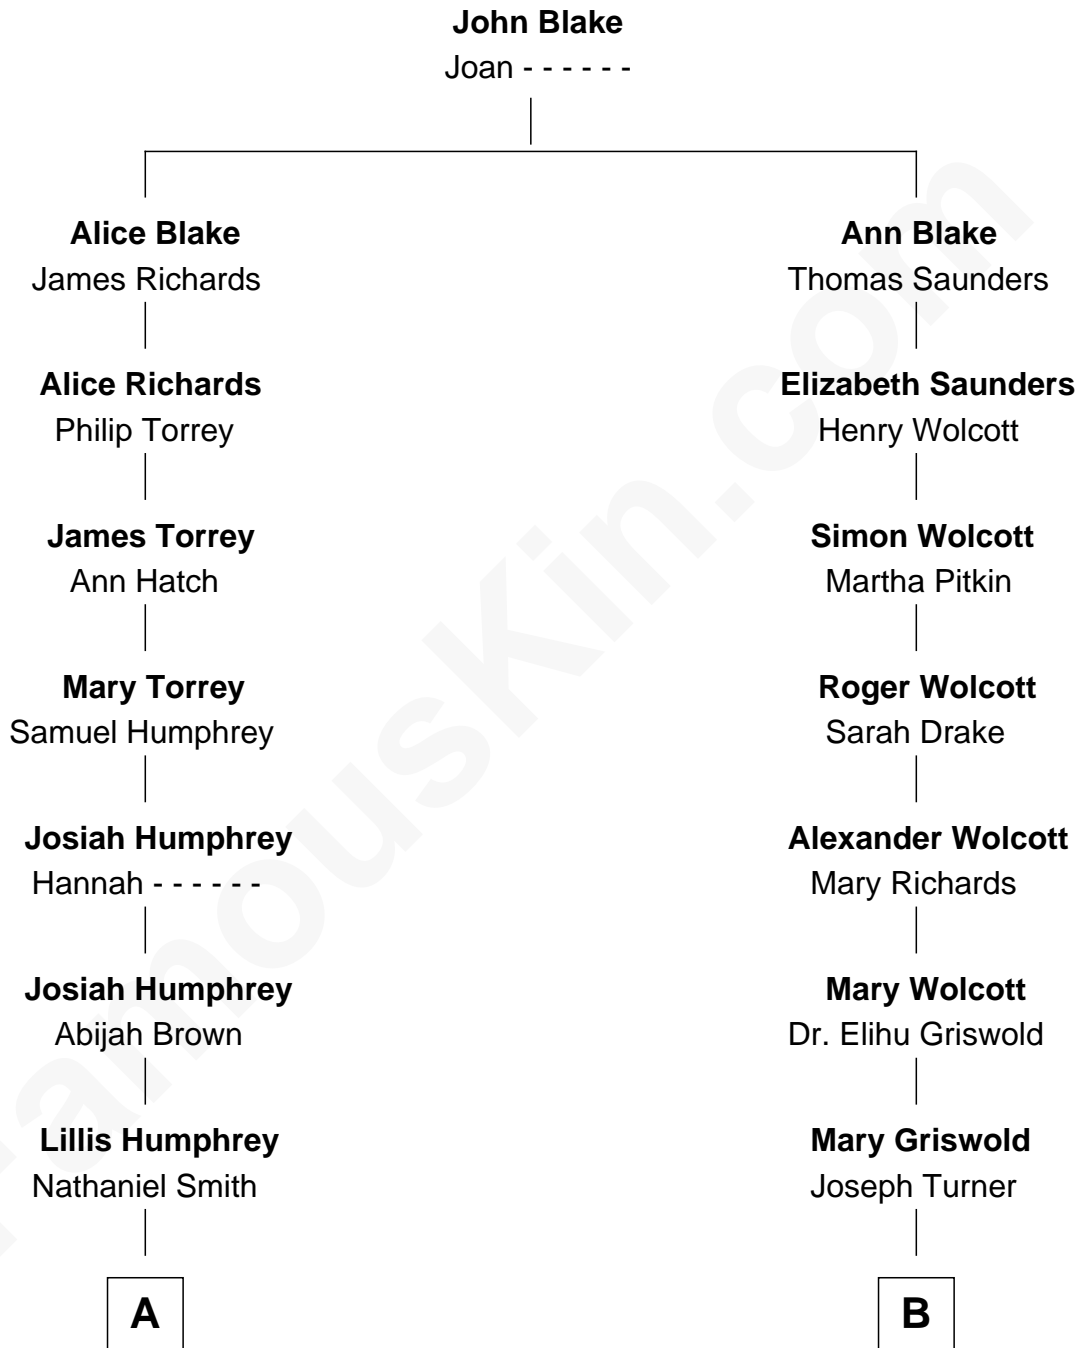 John Blake
Joan - - - - - -
Alice Blake
James Richards
Ann Blake
Thomas Saunders
Alice Richards
Philip Torrey
Elizabeth Saunders
Henry Wolcott
James Torrey
Ann Hatch
Simon Wolcott
Martha Pitkin
Mary Torrey
Samuel Humphrey
Roger Wolcott
Sarah Drake
Josiah Humphrey
Hannah - - - - - -
Alexander Wolcott
Mary Richards
Josiah Humphrey
Abijah Brown
Mary Wolcott
Dr. Elihu Griswold
Lillis Humphrey
Nathaniel Smith
Mary Griswold
Joseph Turner
A
B
FamousKin.com